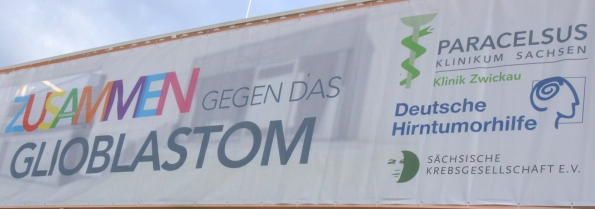 ZUSAMMEN GEGEN DAS
GLIOBLASTOM
PARACELSUS
KLINIKUM SACHSEN
Klinik Zwickau
Deutsche
Hirntumorhilfe
SÄCHSISCHE
KREBSGESELLSCHAFT E.V.